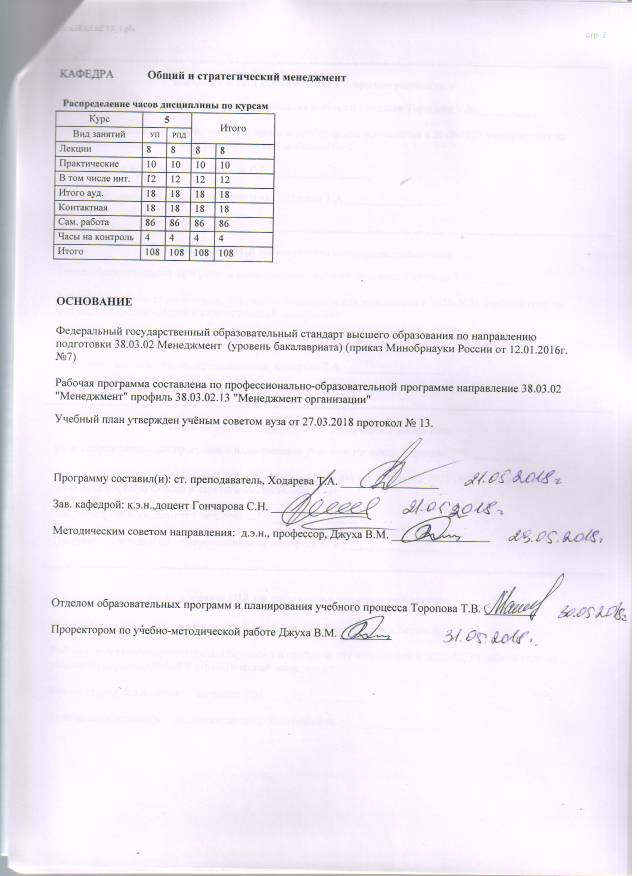 стр. 2
КАФЕДРА Общий и стратегический менеджмент
Распределение часов дисциплины по курсам
Курс 5 Итого
Вид занятий УП РПД
Лекции 8 8 8 8
Практические 10 10 10 10
В том числе инт. 12 12 12 12
Итого ауд. 18 18 18 18
Контактная 18 18 18 18
Сам. работа 86 86 86 86
Часы на контроль 4 4 4 4
Итого 108 108 108 108
ОСНОВАНИЕ
Федеральный государственный образовательный стандарт высшего образования по направлению
подготовки 38.03.02 Менеджмент (уровень бакалавриата) (приказ Минобрнауки России от 12.01.2016г.
№7)
Рабочая программа составлена по профессионально-образовательной программе направление 38.03.02
"Менеджмент" профиль 38.03.02.13 "Менеджмент организации"
Учебный план утвержден учёным советом вуза от 27.03.2018 протокол № 13.
Программу составил(и): ст. преподаватель, Ходарева Т.А. 21.05 2018г
Зав. кафедрой: к.э.н.,доцент Гончарова С.Н. 21.05 2018г.
Методическим советом направления: д.э.н., профессор, Джуха В.М. 29.05.2018г.
Отделом образовательных программ и планирования учебного процесса Торопова Т.В. 30.05 2018г.
Проректором по учебно-методической работе Джуха В.М. 31.05.2018г.